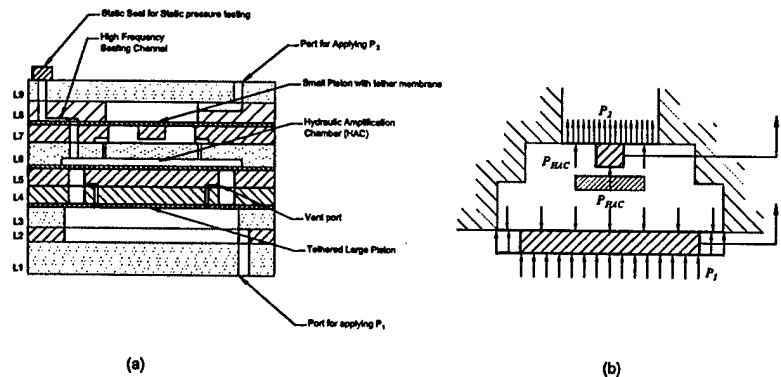 Static Seal for Static pressure testing
High Frequency
Sealing Channel
Port for Applying P2
Small Piston with tether membrane
Hydraulic Amplification
Chamber (HAC)
Vent port
Tethered Large Piston
Port for applying P1
L9
L8
L7
L6
L5
L4
L3
L2
L1
(a)
P2
PHAC
PHAC
P1
(b)